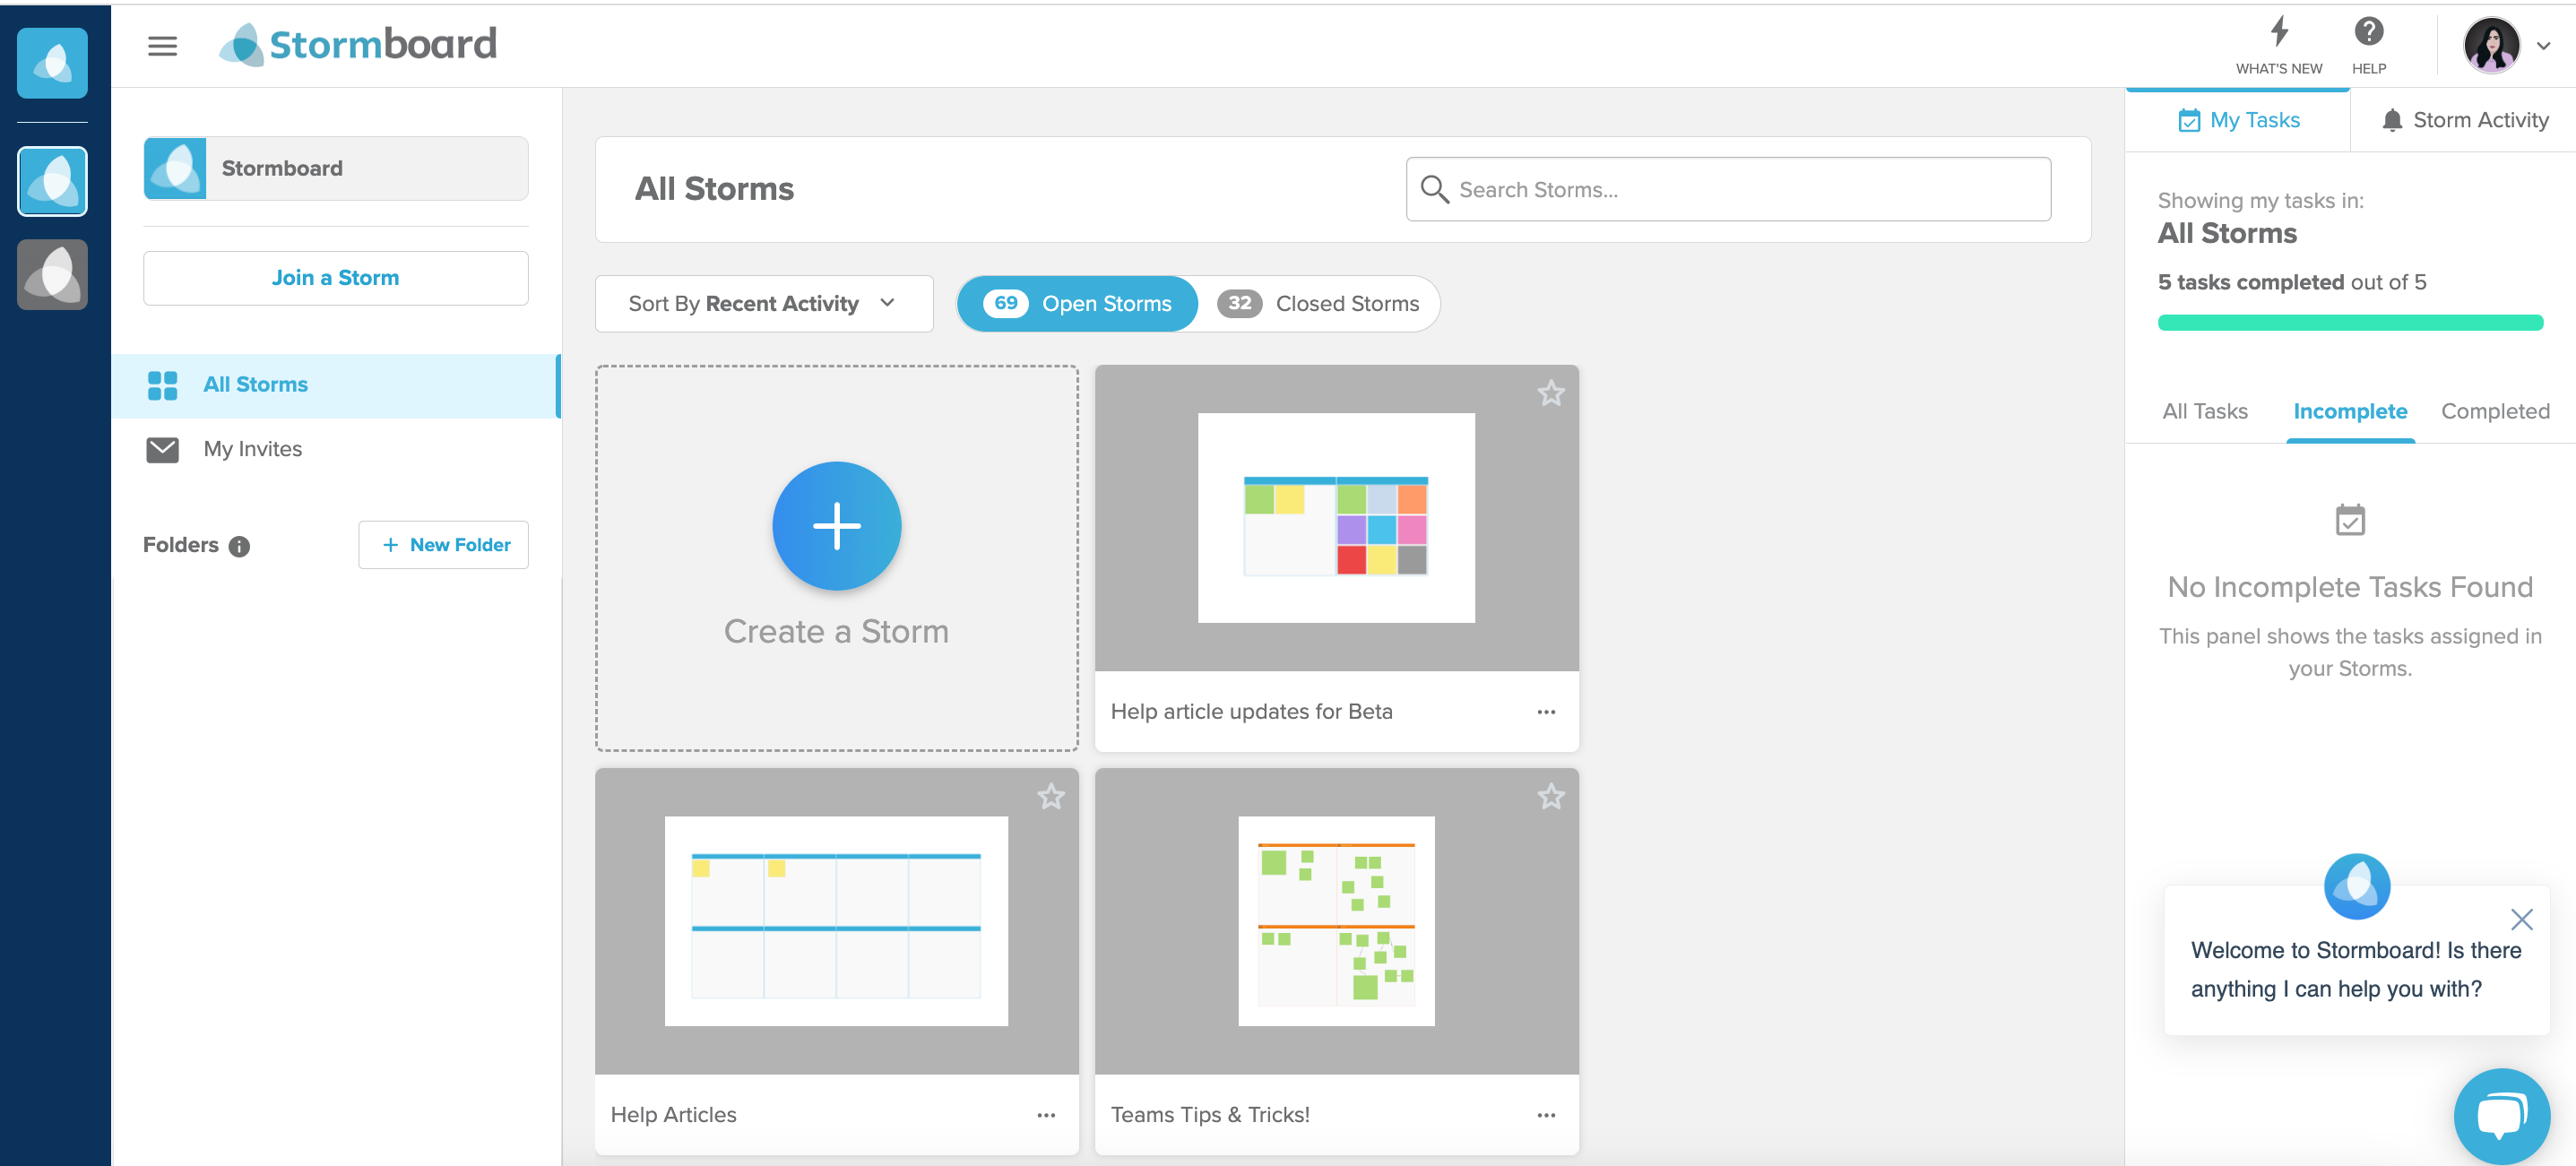 Stormboard
WHAT'S NEW
HELP
Stormboard
Join a Storm
All Storms
My Invites
Folders
+ New Folder
All Storms
Search Storms...
Sort By Recent Activity
69 Open Storms
32 Closed Storms
Create a Storm
Help article updates for Beta
Help Articles
Teams Tips & Tricks!
My Tasks
Storm Activity
Showing my tasks in:
All Storms
5 tasks completed out of 5
All Tasks
Incomplete
Completed
No Incomplete Tasks Found
This panel shows the tasks assigned in
your Storms.
Welcome to Stormboard! Is there
anything I can help you with?